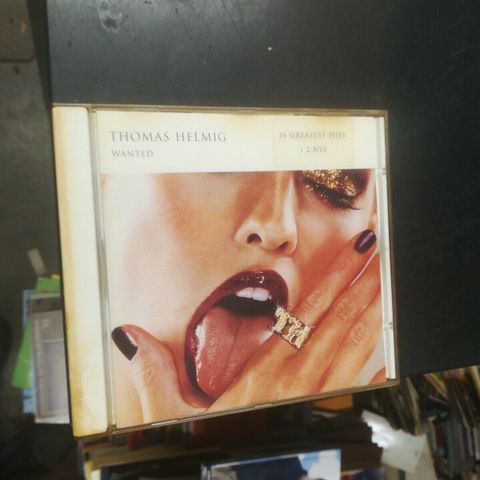 THOMAS HELMIG
WANTED
16 GREATEST HITS
+ 2 NYE
TH